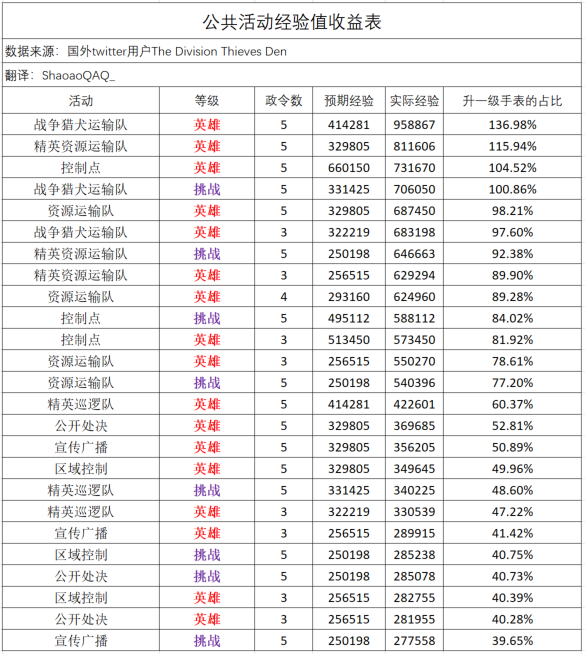 公共活动经验值收益表
数据来源：国外twitter用户The Division Thieves Den
翻译：ShaoaoQAQ_
活动 等级 政令数 预期经验 实际经验 升一级手表的占比
战争猎犬运输队 英雄 5 414281 958867 136.98%
精英资源运输队 英雄 5 329805 811606 115.94%
控制点 英雄 5 660150 731670 104.52%
战争猎犬运输队 挑战 5 331425 706050 100.86%
资源运输队 英雄 5 329805 687450 98.21%
战争猎犬运输队 英雄 3 322219 683198 97.60%
精英资源运输队 挑战 5 250198 646663 92.38%
精英资源运输队 英雄 3 256515 629294 89.90%
资源运输队 英雄 4 293160 624960 89.28%
控制点 挑战 5 495112 588112 84.02%
控制点 英雄 3 513450 573450 81.92%
资源运输队 英雄 3 256515 550270 78.61%
资源运输队 挑战 5 250198 540396 77.20%
精英巡逻队 英雄 5 414281 422601 60.37%
公开处决 英雄 5 329805 369685 52.81%
宣传广播 英雄 5 329805 356205 50.89%
区域控制 英雄 5 329805 349645 49.96%
精英巡逻队 挑战 5 331425 340225 48.60%
精英巡逻队 英雄 3 322219 330539 47.22%
宣传广播 英雄 3 256515 289915 41.42%
区域控制 挑战 5 250198 285238 40.75%
公开处决 挑战 5 250198 285078 40.73%
区域控制 英雄 3 256515 282755 40.39%
公开处决 英雄 3 256515 281955 40.28%
宣传广播 挑战 5 250198 277558 39.65%